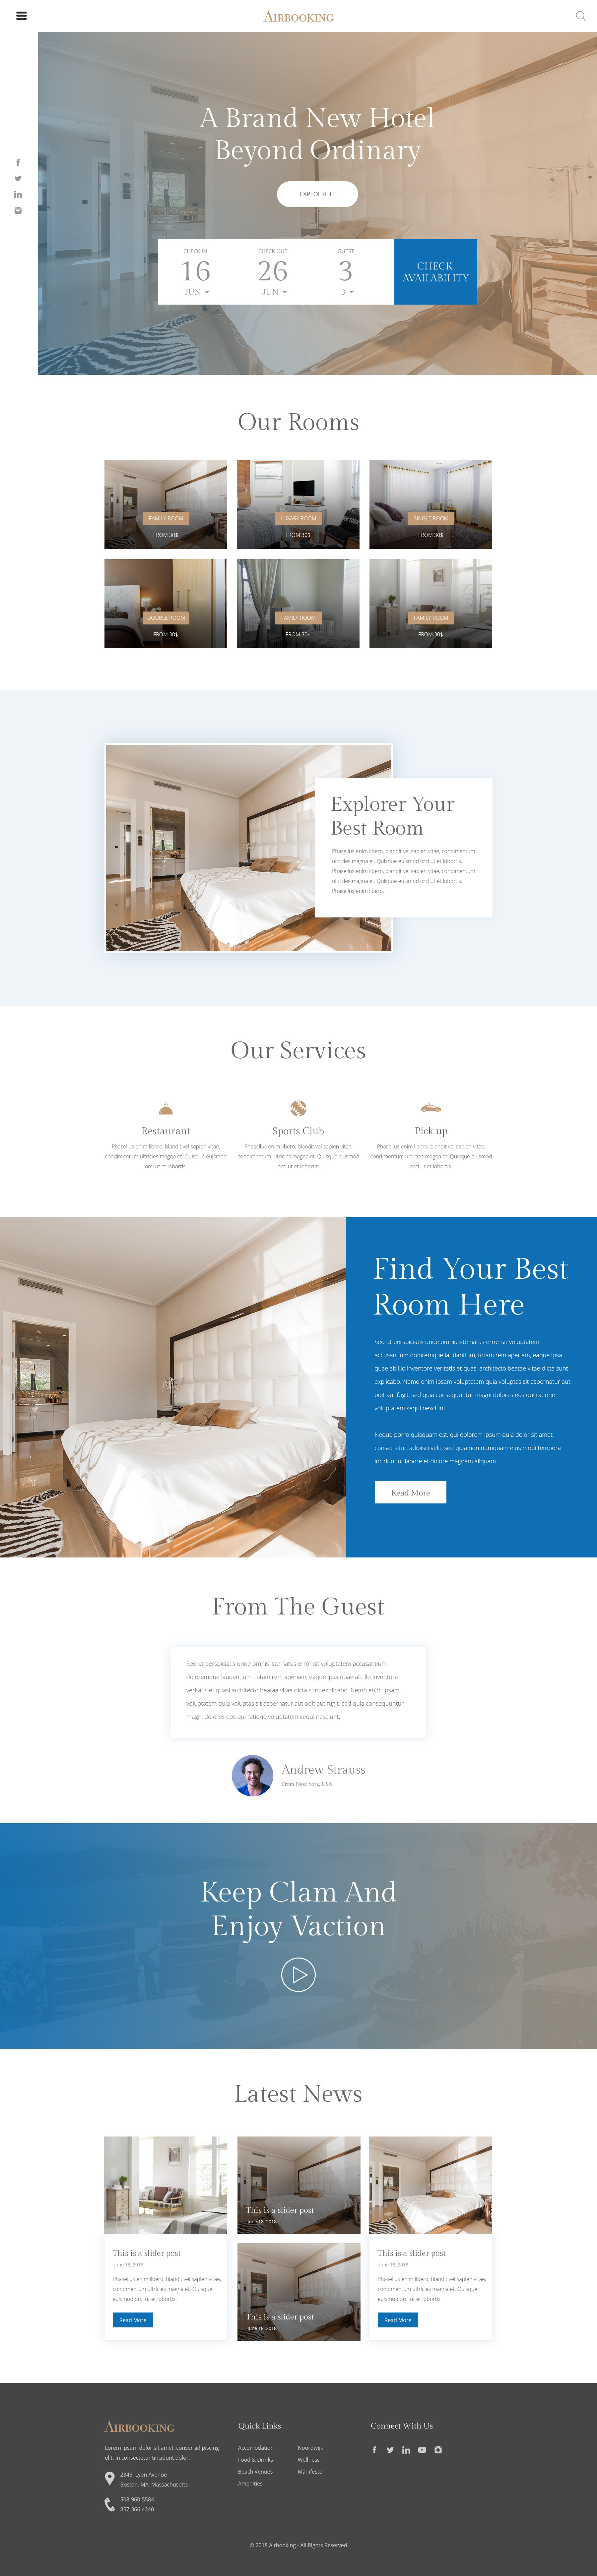 AIRBOOKING
A Brand New Hotel
Beyond Ordinary
EXPLOERE IT
CHECK IN
16
JUN
CHECK OUT
26
JUN
GUEST
3
3
CHECK
AVAILABILITY
Our Rooms
FAMILY ROOM
FROM 30$
LUXARY ROOM
FROM 30$
SINGLE ROOM
FROM 30$
DOUBLE ROOM
FROM 30$
FAMILY ROOM
FROM 30$
FAMILY ROOM
FROM 30$
Explorer Your
Best Room
Phasellus enim libero, blandit vel sapien vitae, condimentum
ultricies magna et. Quisque euismod orci ut et lobortis.
Phasellus enim libero, blandit vel sapien vitae, condimentum
ultricies magna et. Quisque euismod orci ut et lobortis.
Phasellus enim libero.
Our Services
Restaurant
Phasellus enim libero, blandit vel sapien vitae,
condimentum ultricies magna et. Quisque euismod
orci ut et lobortis.
Sports Club
Phasellus enim libero, blandit vel sapien vitae,
condimentum ultricies magna et. Quisque euismod
orci ut et lobortis.
Pick up
Phasellus enim libero, blandit vel sapien vitae,
condimentum ultricies magna et. Quisque euismod
orci ut et lobortis.
Find Your Best
Room Here
Sed ut perspiciatis unde omnis iste natus error sit voluptatem
accusantium doloremque laudantium, totam rem aperiam, eaque ipsa
quae ab illo inventore veritatis et quasi architecto beatae vitae dicta sunt
explicabo. Nemo enim ipsam voluptatem quia voluptas sit aspernatur aut
odit aut fugit, sed quia consequuntur magni dolores eos qui ratione
voluptatem sequi nesciunt.
Neque porro quisquam est, qui dolorem ipsum quia dolor sit amet,
consectetur, adipisci velit, sed quia non numquam eius modi tempora
incidunt ut labore et dolore magnam aliquam.
Read More
From The Guest
Sed ut perspiciatis unde omnis iste natus error sit voluptatem accusantium
doloremque laudantium, totam rem aperiam, eaque ipsa quae ab illo inventore
veritatis et quasi architecto beatae vitae dicta sunt explicabo. Nemo enim ipsam
voluptatem quia voluptas sit aspernatur aut odit aut fugit, sed quia consequuntur
magni dolores eos qui ratione voluptatem sequi nesciunt.
Andrew Strauss
From New York, USA
Keep Clam And
Enjoy Vaction
Latest News
This is a slider post
June 18, 2018
Phasellus enim libero, blandit vel sapien vitae,
condimentum ultricies magna et. Quisque
euismod orci ut et lobortis.
Read More
This is a slider post
June 18, 2018
This is a slider post
June 18, 2018
This is a slider post
June 18, 2018
Phasellus enim libero, blandit vel sapien vitae,
condimentum ultricies magna et. Quisque
euismod orci ut et lobortis.
Read More
AIRBOOKING
Lorem ipsum dolor sit amet, conser adipiscing
elit. In consectetur tincidunt dolor.
2345 Lyon Avenue
Boston, MA, Massachusetts
508-960-5584
857-366-4240
Quick Links
Accomodation
Food & Drinks
Beach Venues
Amenities
Noordwijk
Wellness
Manifesto
Connect With Us
© 2018 Airbooking - All Rights Reserved